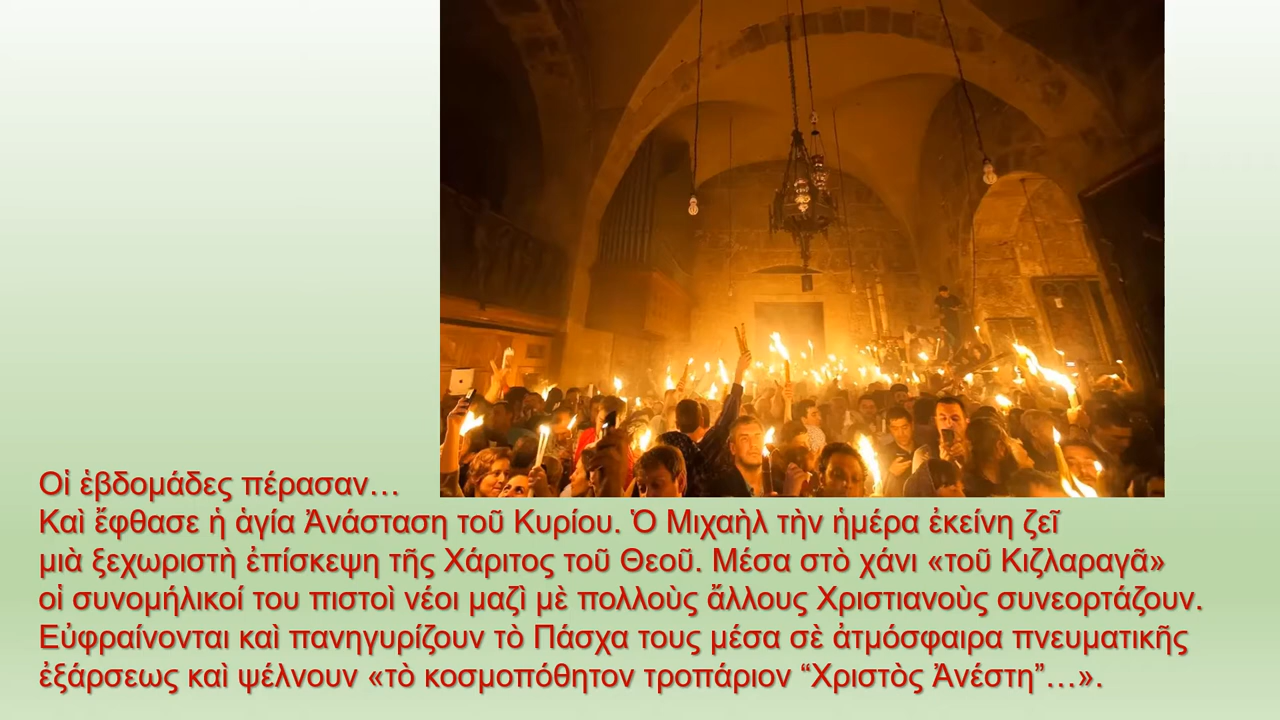 Οἱ ἑβδομάδες πέρασαν…
Καὶ ἔφθασε ἡ ἁγία Ἀνάσταση τοῦ Κυρίου. Ὁ Μιχαὴλ τὴν ἡμέρα ἐκείνη ζεῖ
μιὰ ξεχωριστὴ ἐπίσκεψη τῆς Χάριτος τοῦ Θεοῦ. Μέσα στὸ χάνι «τοῦ Κιζλαραγᾶ»
οἱ συνομήλικοί του πιστοὶ νέοι μαζὶ μὲ πολλοὺς ἄλλους Χριστιανοὺς συνεορτάζουν.
Εὐφραίνονται καὶ πανηγυρίζουν τὸ Πάσχα τους μέσα σὲ ἀτμόσφαιρα πνευματικῆς
ἐξάρσεως καὶ ψέλνουν «τὸ κοσμοπόθητον τροπάριον “Χριστὸς Ἀνέστη”…».